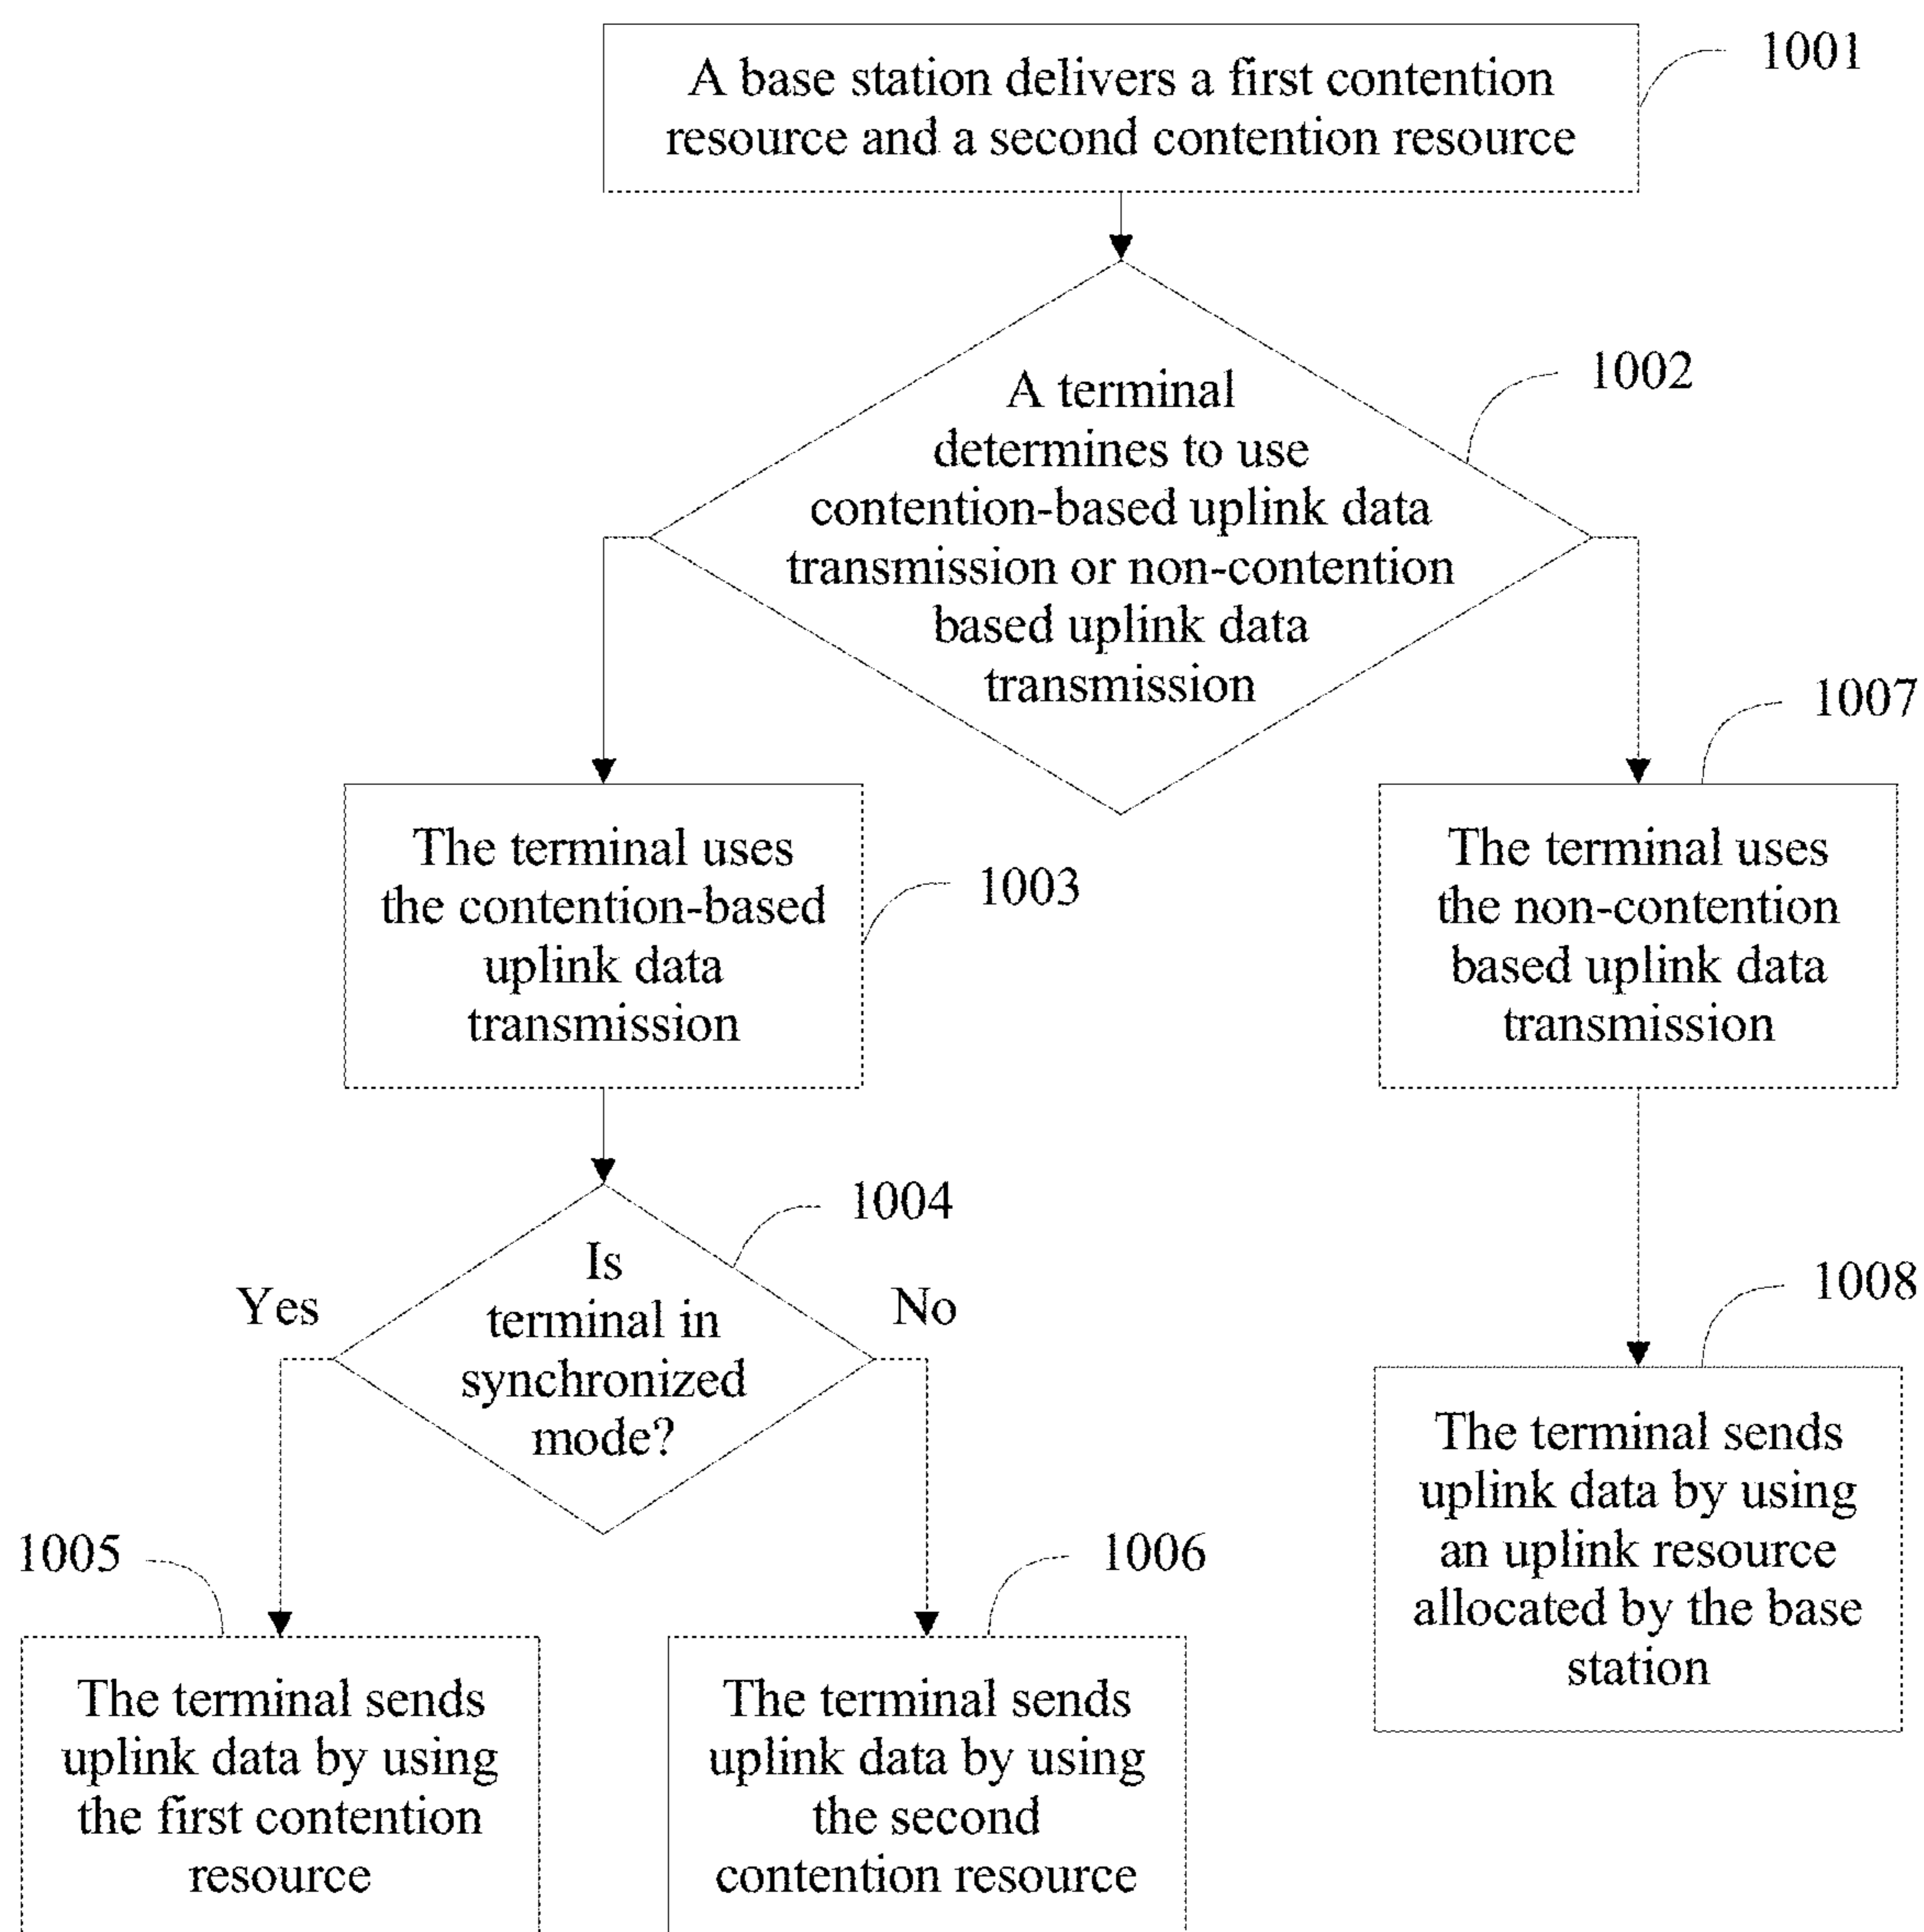 A base station delivers a first contention
resource and a second contention resource
1001
A terminal
determines to use
contention-based uplink data
transmission or non-contention
based uplink data
transmission
1002
The terminal uses
the contention-based
uplink data
transmission
1003
The terminal uses
the non-contention
based uplink data
transmission
1007
Is
terminal in
synchronized
mode?
1004
Yes
No
The terminal sends
uplink data by using
the first contention
resource
1005
The terminal sends
uplink data by using
the second
contention resource
1006
The terminal sends
uplink data by using
an uplink resource
allocated by the base
station
1008